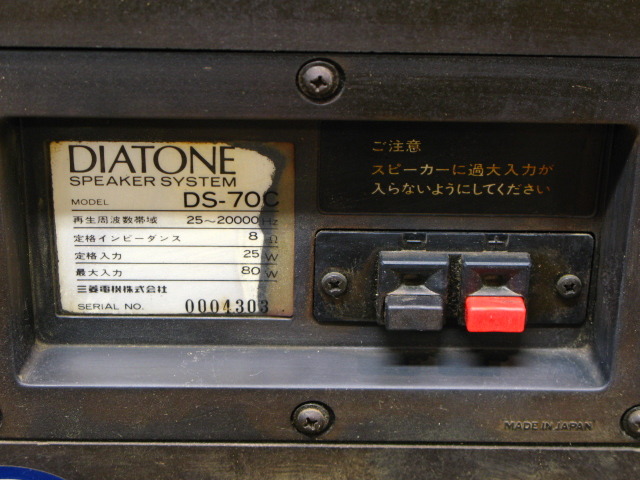 DIATONE
SPEAKER SYSTEM
MODEL DS-70C
再生周波数帯域 25~20000Hz
定格インピーダンス 8Ω
定格入力 25W
最大入力 80W
三菱電機株式会社
SERIAL NO. 0004303
ご注意
スピーカーに過大入力が
入らないようにしてください
− +
MADE IN JAPAN